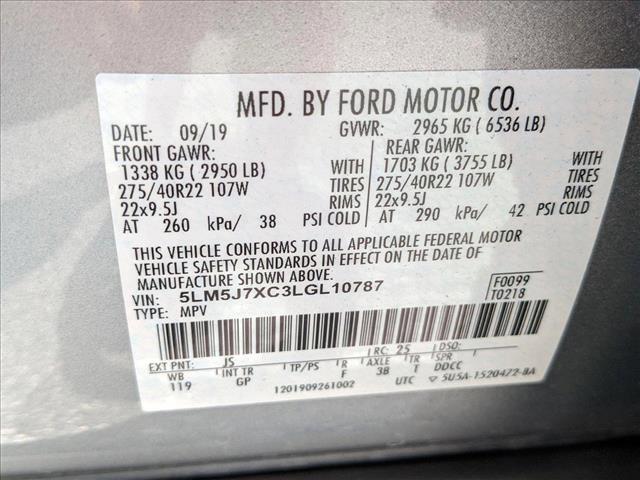 MFD. BY FORD MOTOR CO.
DATE: 09/19 GVWR: 2965 KG ( 6536 LB)
FRONT GAWR: REAR GAWR:
1338 KG ( 2950 LB) WITH 1703 KG ( 3755 LB) WITH
275/40R22 107W TIRES 275/40R22 107W TIRES
22x9.5J RIMS 22x9.5J RIMS
AT 260 kPa/ 38 PSI COLD AT 290 kPa/ 42 PSI COLD
THIS VEHICLE CONFORMS TO ALL APPLICABLE FEDERAL MOTOR
VEHICLE SAFETY STANDARDS IN EFFECT ON THE DATE OF
MANUFACTURE SHOWN ABOVE.
VIN: 5LM5J7XC3LGL10787 F0099
TYPE: MPV T0218
EXT PNT: JS RC: 25 DSO:
WB INT TR TP/PS R AXLE TR SPR
119 GP F 3B T DDCC
1201909261002 UTC ▽ 5U5A-1520472-BA